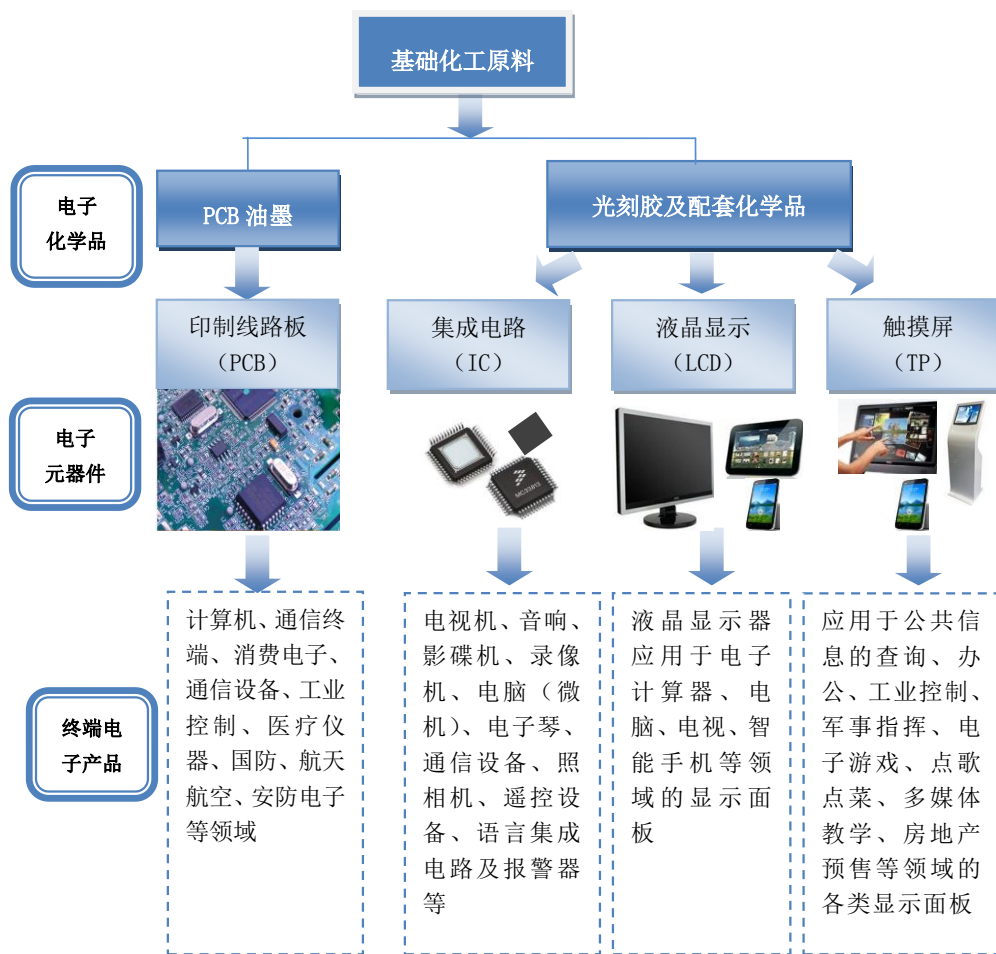 基础化工原料
电子
化学品
PCB 油墨
光刻胶及配套化学品
印制线路板
（PCB）
集成电路
（IC）
液晶显示
（LCD）
触摸屏
（TP）
电子
元器件
终端电
子产品
计算机、通信终
端、消费电子、
通信设备、工业
控制、医疗仪
器、国防、航天
航空、安防电子
等领域
电视机、音响、
影碟机、录像
机、电脑（微
机）、电子琴、
通信设备、照
相机、遥控设
备、语言集成
电路及报警器
等
液晶显示器
应用于电子
计算器、电
脑、电视、智
能手机等领
域的显示面
板
应用于公共信
息的查询、办
公、工业控制、
军事指挥、电
子游戏、点歌
点菜、多媒体
教学、房地产
预售等领域的
各类显示面板